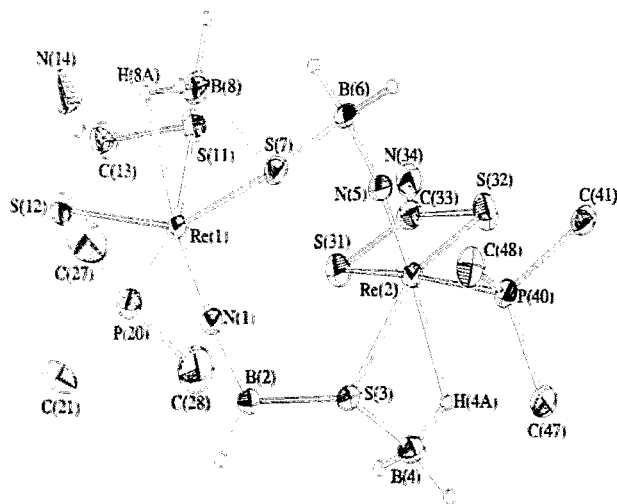 N(14)
H(8A)
B(8)
B(6)
S(11)
S(7)
N(34)
S(32)
C(13)
N(5)
C(33)
C(41)
S(12)
Re(1)
S(31)
C(48)
C(27)
Re(2)
P(40)
P(20)
N(1)
B(2)
S(3)
H(4A)
C(21)
C(28)
C(47)
B(4)